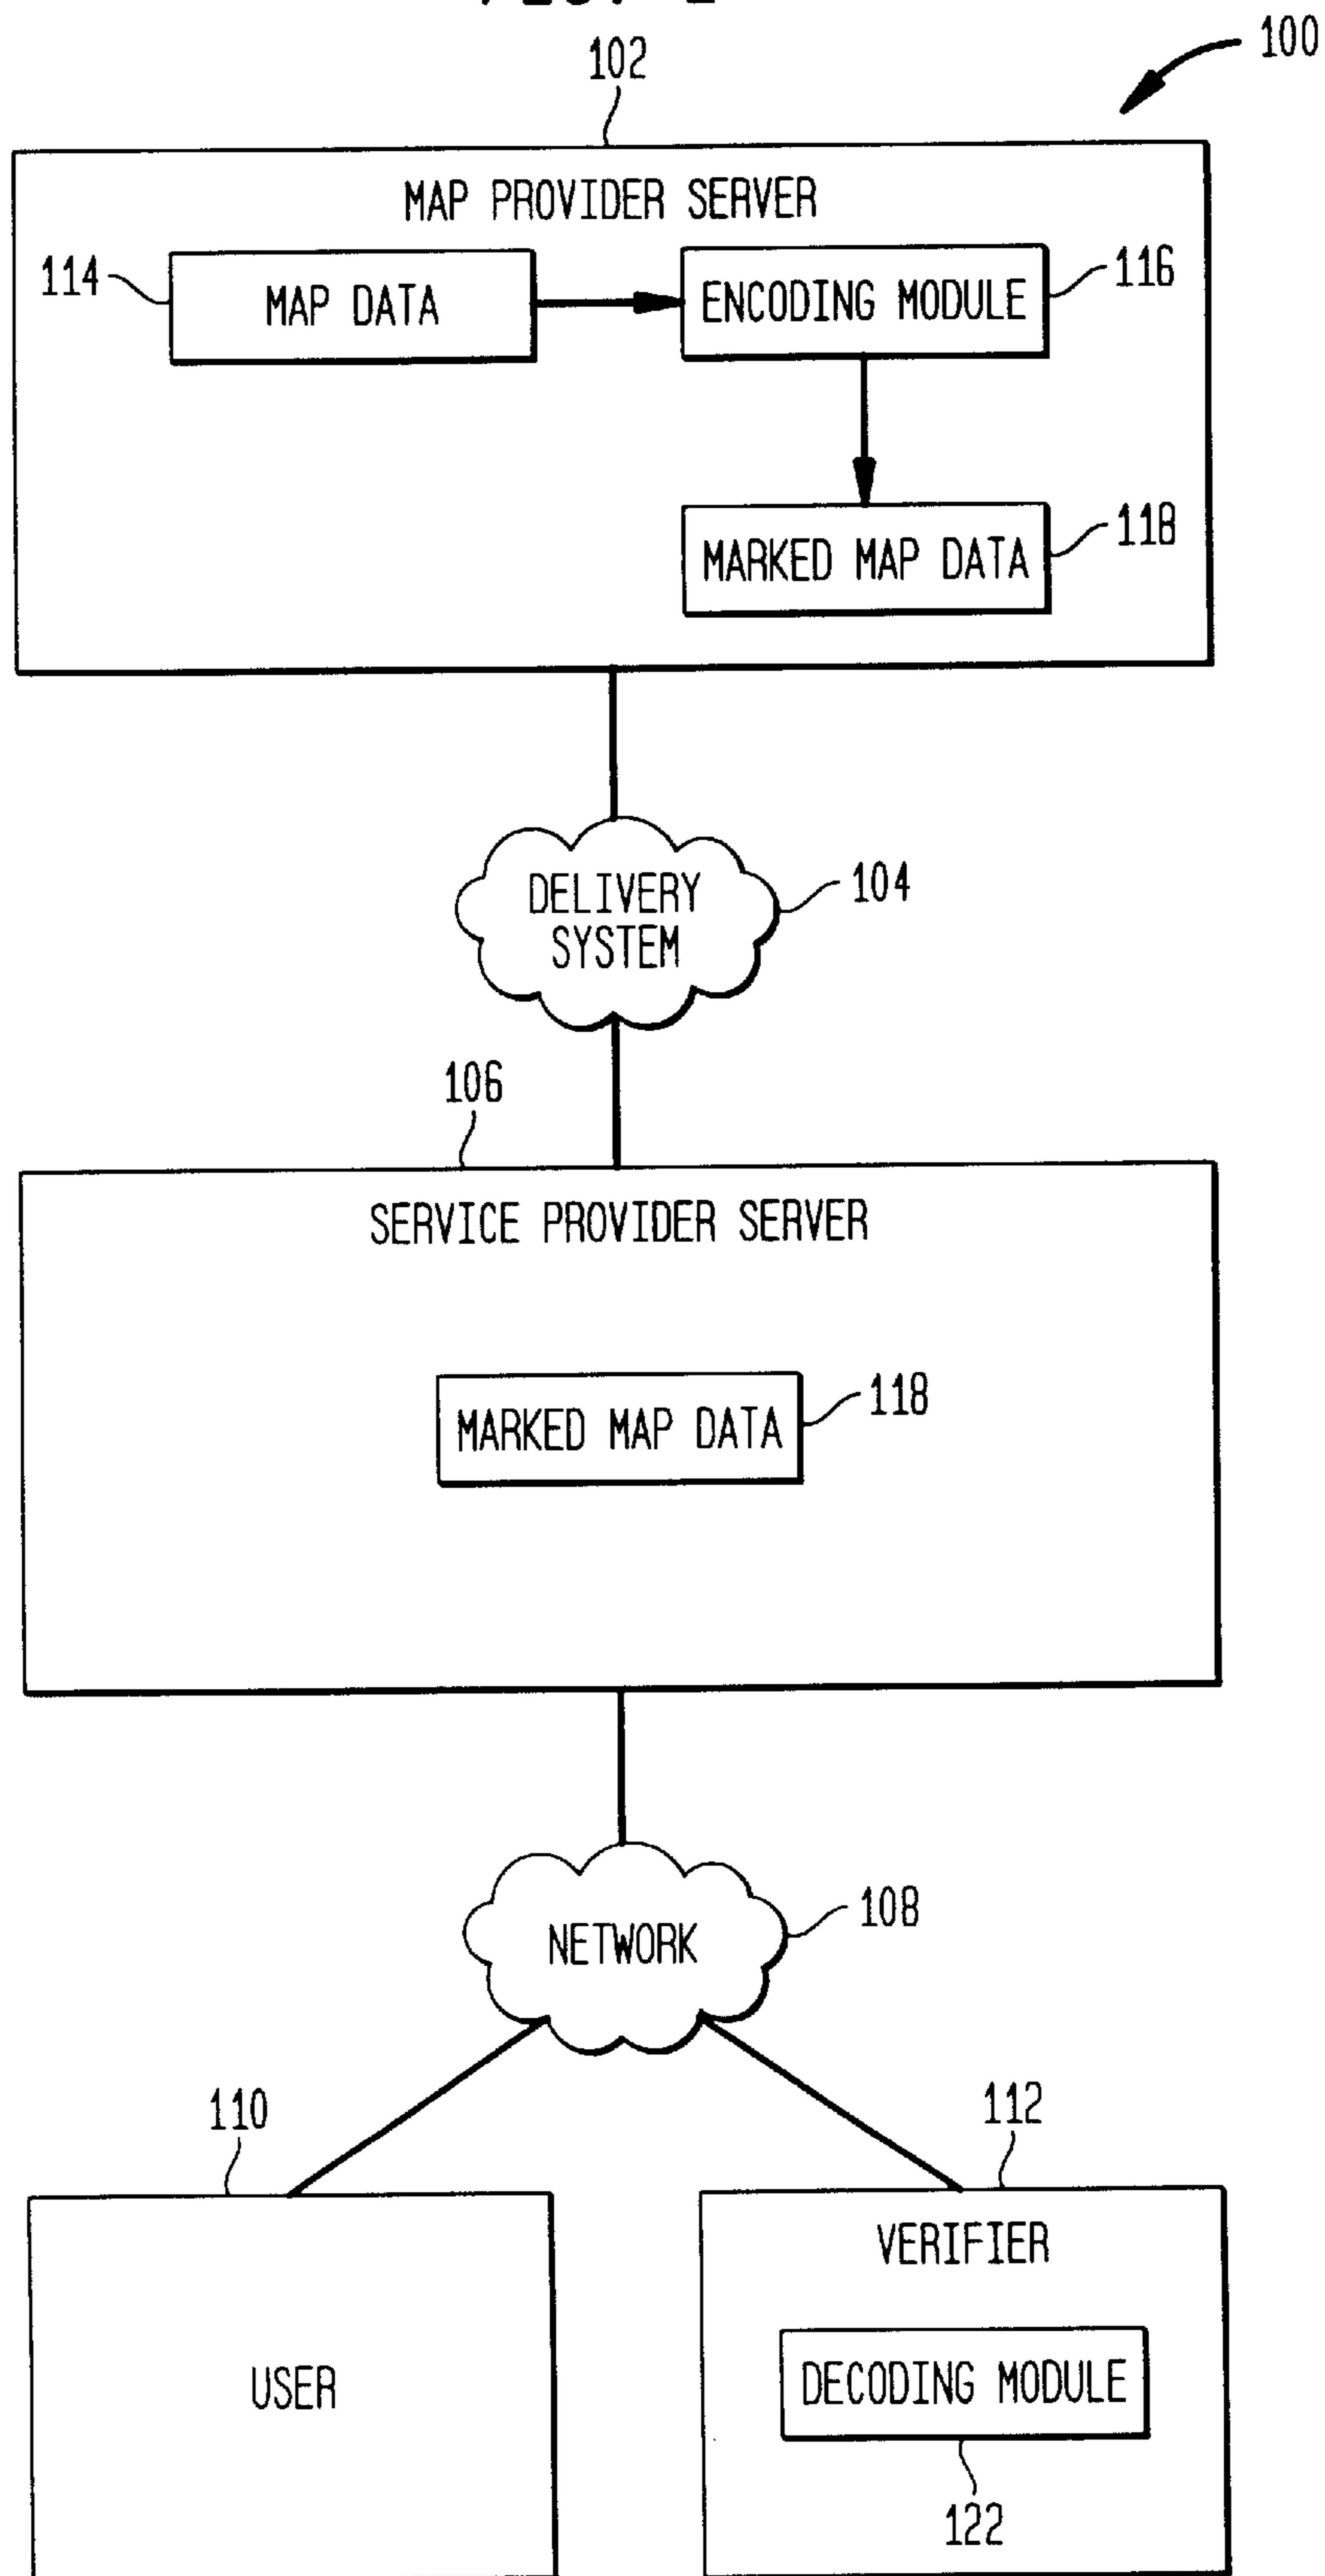 100
102
MAP PROVIDER SERVER
114
MAP DATA
ENCODING MODULE
116
MARKED MAP DATA
118
DELIVERY
SYSTEM
104
106
SERVICE PROVIDER SERVER
MARKED MAP DATA
118
NETWORK
108
110
112
USER
VERIFIER
DECODING MODULE
122